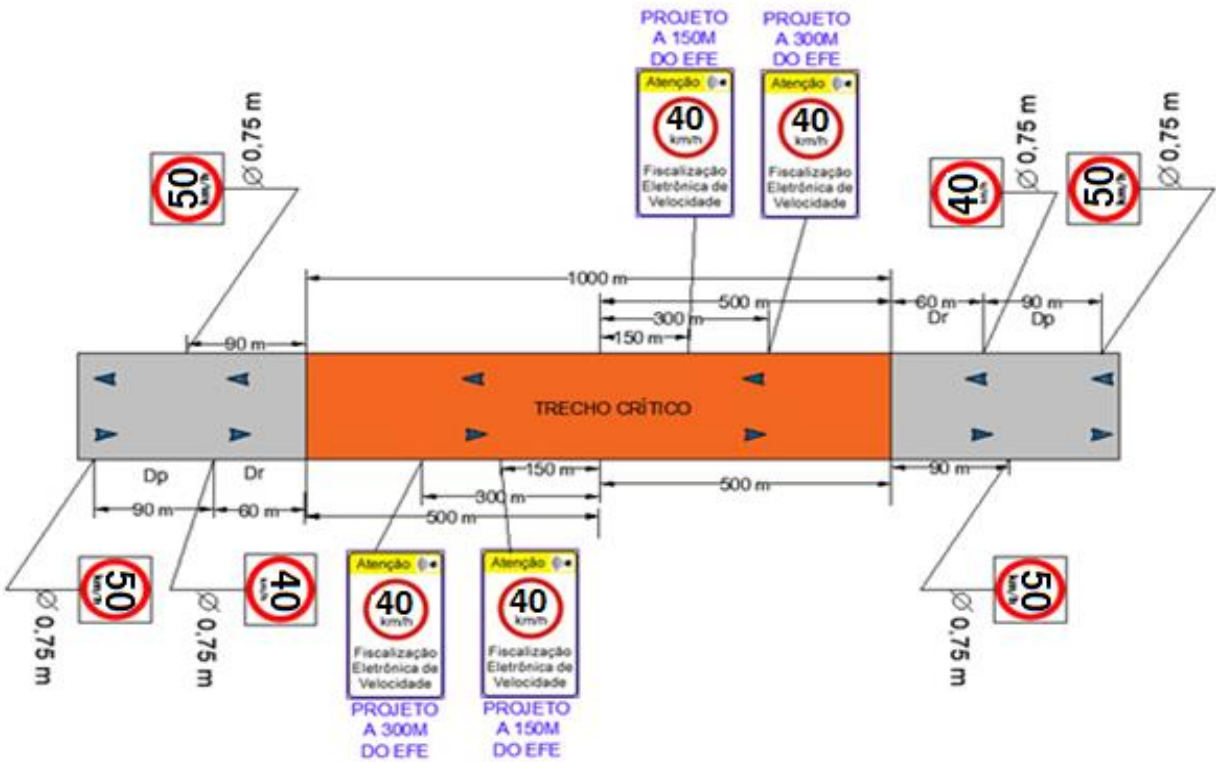 PROJETO
A 150M
DO EFE
PROJETO
A 300M
DO EFE
Atenção
40
km/h
Fiscalização
Eletrônica de
Velocidade
Atenção
40
km/h
Fiscalização
Eletrônica de
Velocidade
50
km/h
Ø 0,75 m
40
km/h
Ø 0,75 m
50
km/h
Ø 0,75 m
1000 m
500 m
60 m
90 m
Dr
Dp
300 m
150 m
90 m
TRECHO CRÍTICO
Dp
Dr
150 m
90 m
300 m
500 m
90 m
60 m
500 m
50
km/h
Ø 0,75 m
40
km/h
Ø 0,75 m
Atenção
40
km/h
Fiscalização
Eletrônica de
Velocidade
PROJETO
A 300M
DO EFE
Atenção
40
km/h
Fiscalização
Eletrônica de
Velocidade
PROJETO
A 150M
DO EFE
50
km/h
Ø 0,75 m